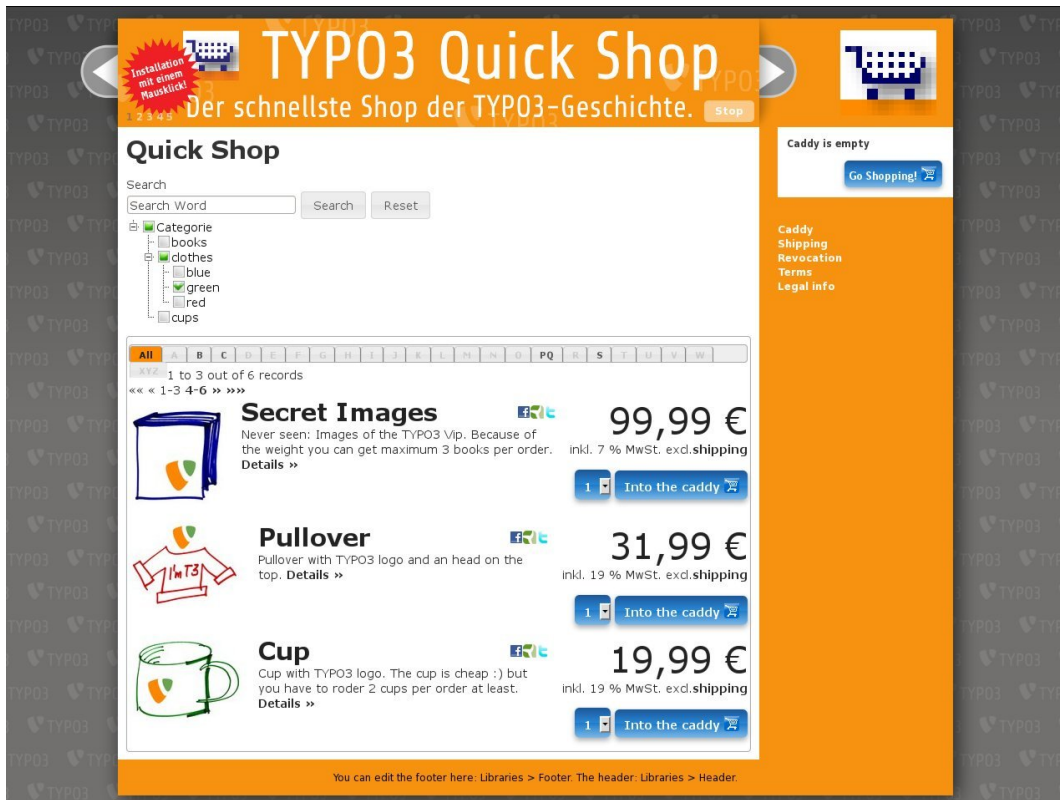 TYPO3 Quick Shop
Installation
mit einem
Mausklick!
Der schnellste Shop der TYPO3-Geschichte.
1 2 3 4 5
Stop
Quick Shop
Search
Search Word
Search
Reset
Categorie
books
clothes
blue
green
red
cups
Caddy is empty
Go Shopping!
Caddy
Shipping
Revocation
Terms
Legal info
All A B C D E F G H I J K L M N O PQ R S T U V W
XYZ
1 to 3 out of 6 records
«« « 1-3 4-6 » »»
Secret Images
Never seen: Images of the TYPO3 Vip. Because of
the weight you can get maximum 3 books per order.
Details »
99,99 €
inkl. 7 % MwSt. excl.shipping
1
Into the caddy
I'm T3
Pullover
Pullover with TYPO3 logo and an head on the
top. Details »
31,99 €
inkl. 19 % MwSt. excl.shipping
1
Into the caddy
Cup
Cup with TYPO3 logo. The cup is cheap :) but
you have to roder 2 cups per order at least.
Details »
19,99 €
inkl. 19 % MwSt. excl.shipping
1
Into the caddy
You can edit the footer here: Libraries > Footer. The header: Libraries > Header.